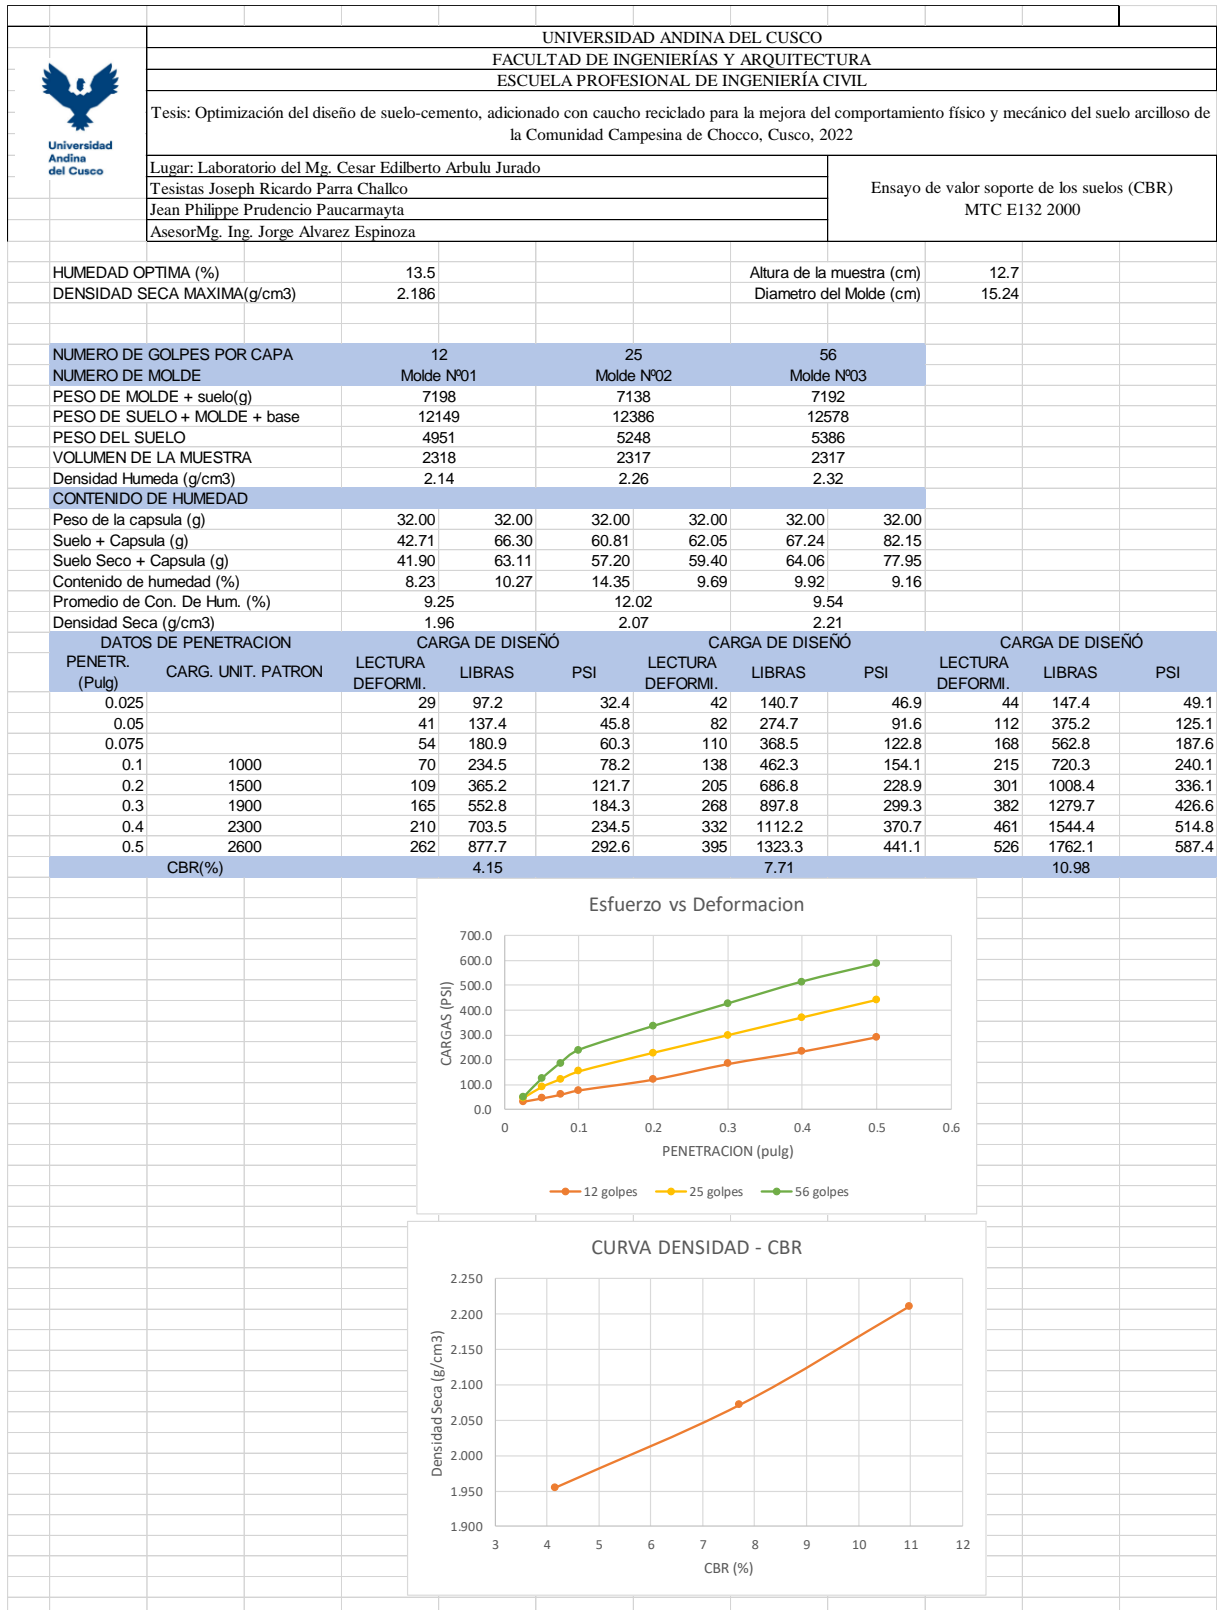 UNIVERSIDAD ANDINA DEL CUSCO
FACULTAD DE INGENIERÍAS Y ARQUITECTURA
ESCUELA PROFESIONAL DE INGENIERÍA CIVIL
Tesis: Optimización del diseño de suelo-cemento, adicionado con caucho reciclado para la mejora del comportamiento físico y mecánico del suelo arcilloso de
la Comunidad Campesina de Chocco, Cusco, 2022
Universidad
Andina
del Cusco
Lugar: Laboratorio del Mg. Cesar Edilberto Arbulu Jurado
Tesistas Joseph Ricardo Parra Challco
Jean Philippe Prudencio Paucarmayta
AsesorMg. Ing. Jorge Alvarez Espinoza
Ensayo de valor soporte de los suelos (CBR)
MTC E132 2000
HUMEDAD OPTIMA (%) 13.5 Altura de la muestra (cm) 12.7
DENSIDAD SECA MAXIMA(g/cm3) 2.186 Diametro del Molde (cm) 15.24
NUMERO DE GOLPES POR CAPA 12 25 56
NUMERO DE MOLDE Molde Nº01 Molde Nº02 Molde Nº03
PESO DE MOLDE + suelo(g) 7198 7138 7192
PESO DE SUELO + MOLDE + base 12149 12386 12578
PESO DEL SUELO 4951 5248 5386
VOLUMEN DE LA MUESTRA 2318 2317 2317
Densidad Humeda (g/cm3) 2.14 2.26 2.32
CONTENIDO DE HUMEDAD
Peso de la capsula (g) 32.00 32.00 32.00 32.00 32.00 32.00
Suelo + Capsula (g) 42.71 66.30 60.81 62.05 67.24 82.15
Suelo Seco + Capsula (g) 41.90 63.11 57.20 59.40 64.06 77.95
Contenido de humedad (%) 8.23 10.27 14.35 9.69 9.92 9.16
Promedio de Con. De Hum. (%) 9.25 12.02 9.54
Densidad Seca (g/cm3) 1.96 2.07 2.21
DATOS DE PENETRACION CARGA DE DISEÑÓ CARGA DE DISEÑÓ CARGA DE DISEÑÓ
PENETR. (Pulg) CARG. UNIT. PATRON LECTURA DEFORMI. LIBRAS PSI LECTURA DEFORMI. LIBRAS PSI LECTURA DEFORMI. LIBRAS PSI
0.025 29 97.2 32.4 42 140.7 46.9 44 147.4 49.1
0.05 41 137.4 45.8 82 274.7 91.6 112 375.2 125.1
0.075 54 180.9 60.3 110 368.5 122.8 168 562.8 187.6
0.1 1000 70 234.5 78.2 138 462.3 154.1 215 720.3 240.1
0.2 1500 109 365.2 121.7 205 686.8 228.9 301 1008.4 336.1
0.3 1900 165 552.8 184.3 268 897.8 299.3 382 1279.7 426.6
0.4 2300 210 703.5 234.5 332 1112.2 370.7 461 1544.4 514.8
0.5 2600 262 877.7 292.6 395 1323.3 441.1 526 1762.1 587.4
CBR(%) 4.15 7.71 10.98
Esfuerzo vs Deformacion
CARGAS (PSI)
700.0
600.0
500.0
400.0
300.0
200.0
100.0
0.0
0 0.1 0.2 0.3 0.4 0.5 0.6
PENETRACION (pulg)
12 golpes 25 golpes 56 golpes
CURVA DENSIDAD - CBR
Densidad Seca (g/cm3)
2.250
2.200
2.150
2.100
2.050
2.000
1.950
1.900
3 4 5 6 7 8 9 10 11 12
CBR (%)